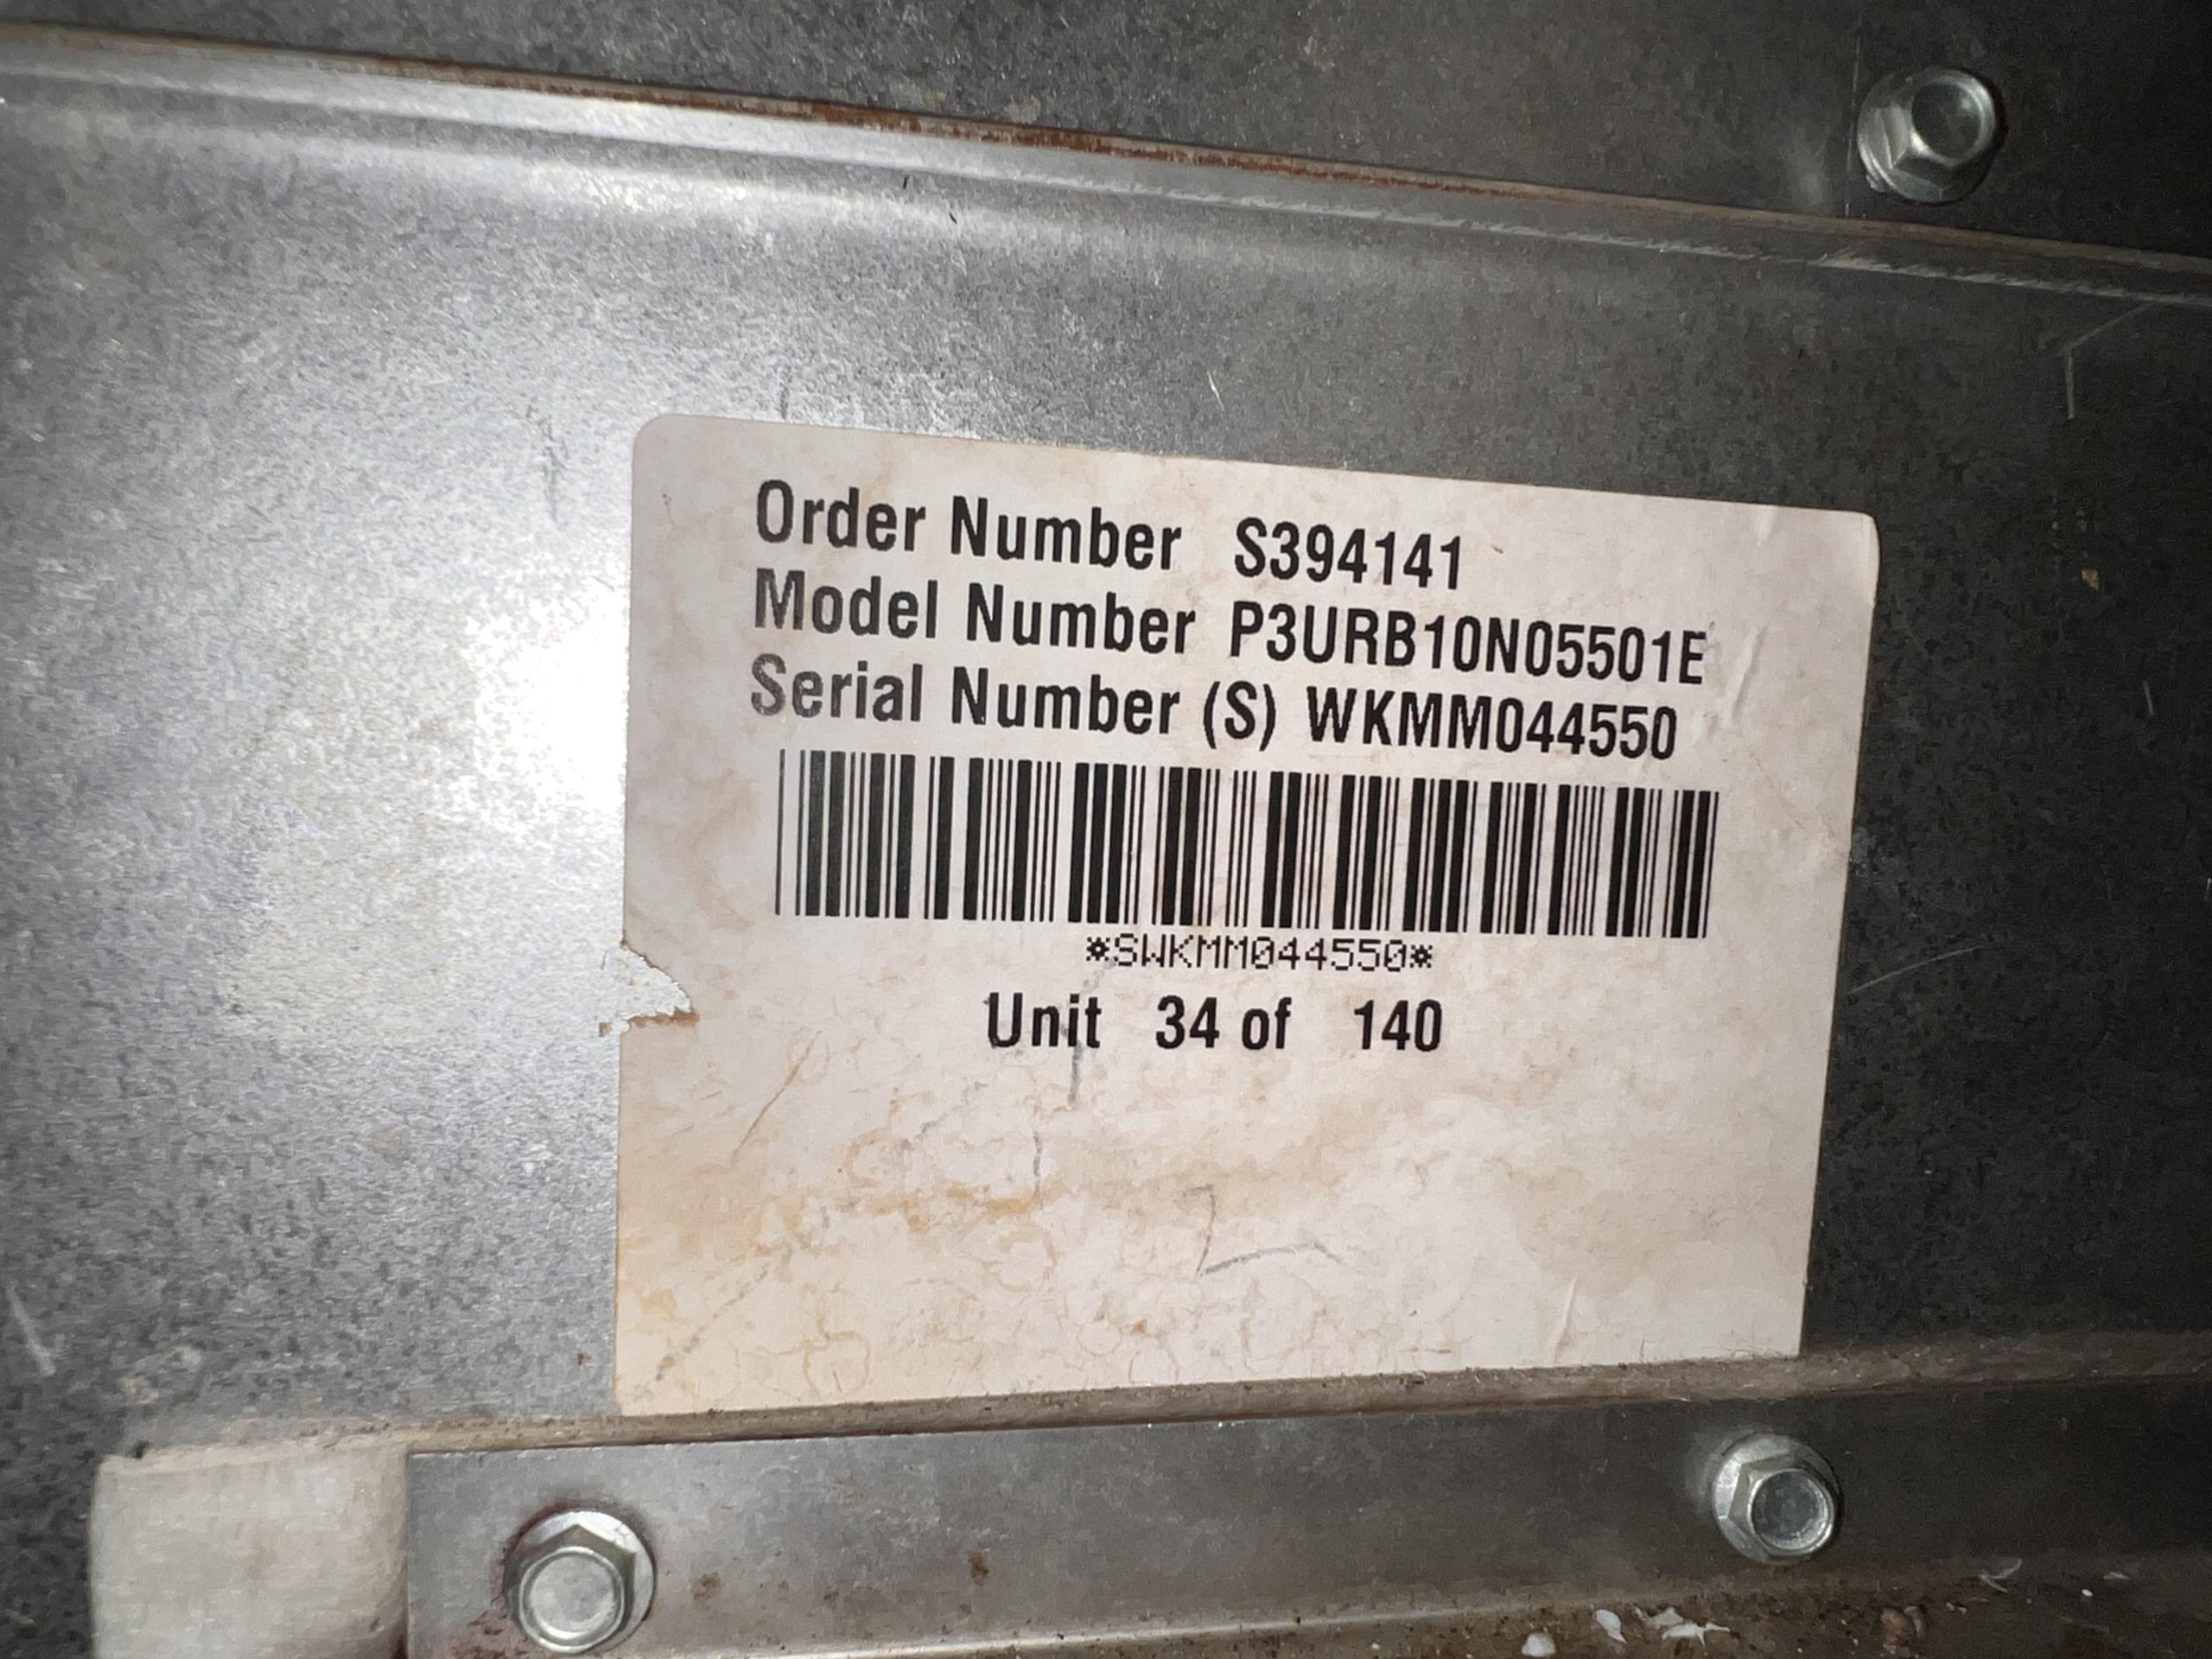 Order Number S394141
Model Number P3URB10N05501E
Serial Number (S) WKMM044550
*SWKMM044550*
Unit 34 of 140